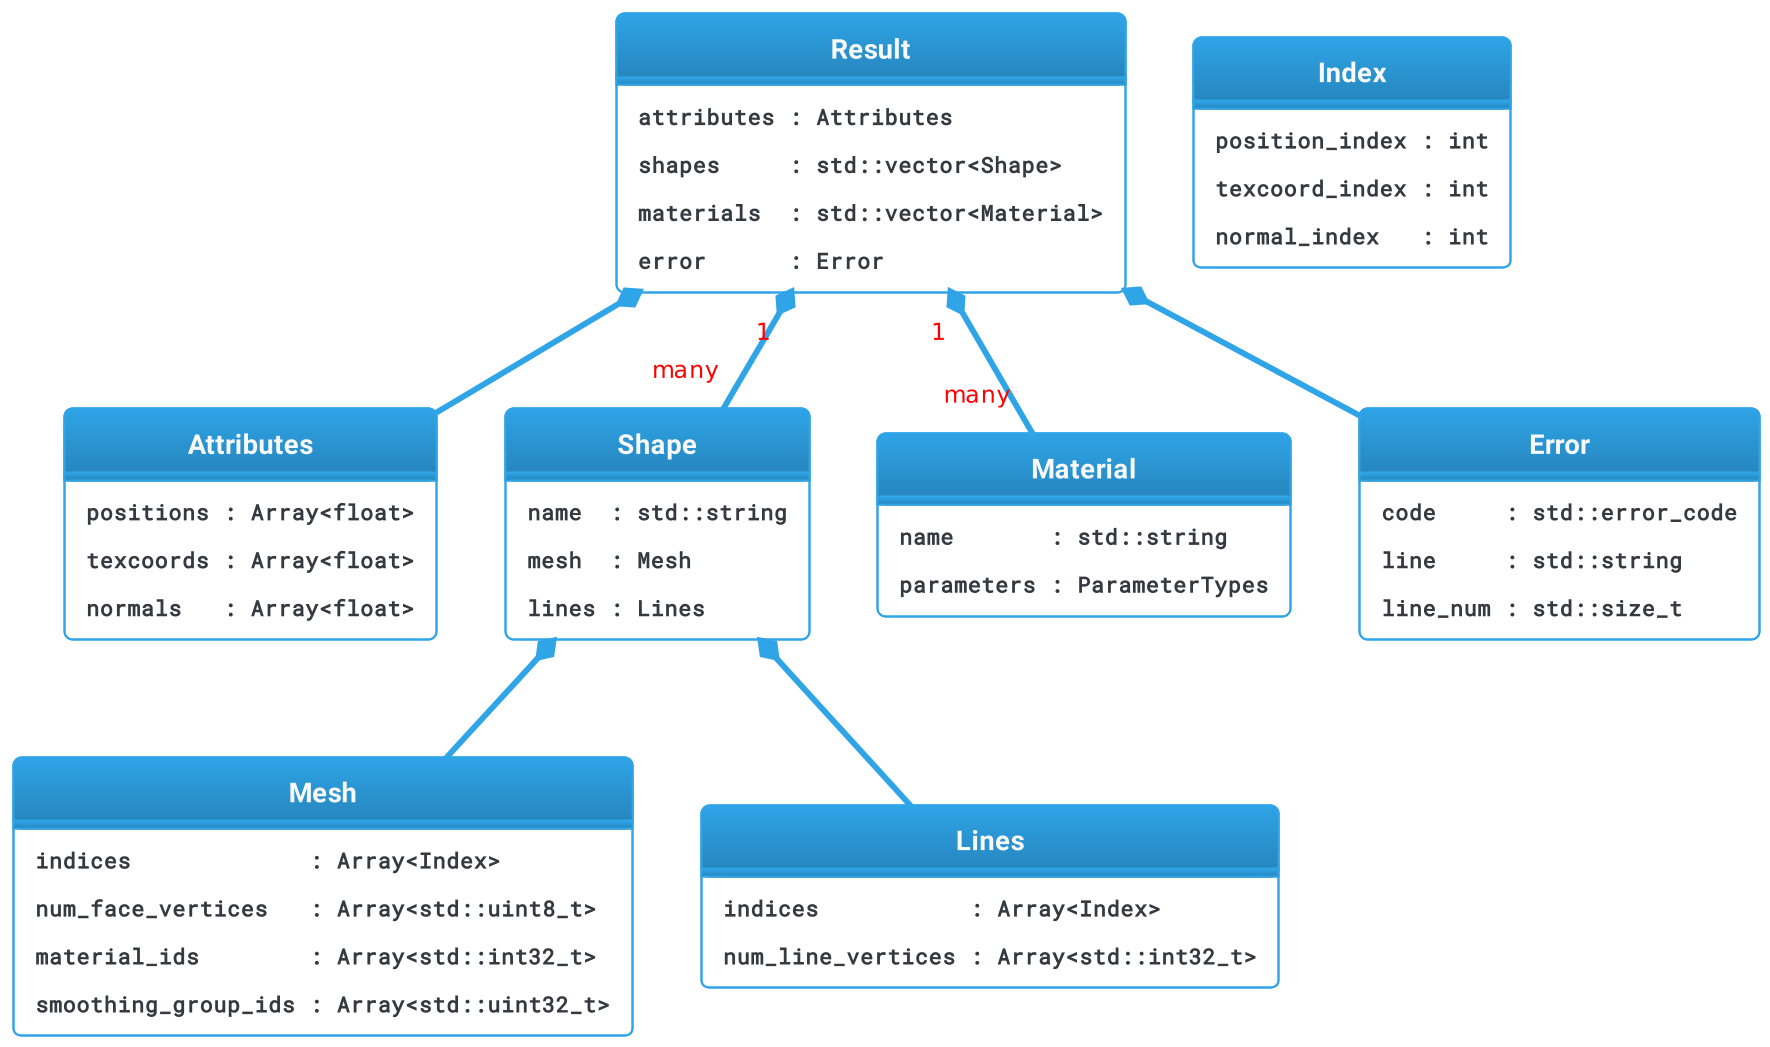 Result
attributes : Attributes
shapes : std::vector<Shape>
materials : std::vector<Material>
error : Error
Index
position_index : int
texcoord_index : int
normal_index : int
1
many
1
many
Attributes
positions : Array<float>
texcoords : Array<float>
normals : Array<float>
Shape
name : std::string
mesh : Mesh
lines : Lines
Material
name : std::string
parameters : ParameterTypes
Error
code : std::error_code
line : std::string
line_num : std::size_t
Mesh
indices : Array<Index>
num_face_vertices : Array<std::uint8_t>
material_ids : Array<std::int32_t>
smoothing_group_ids : Array<std::uint32_t>
Lines
indices : Array<Index>
num_line_vertices : Array<std::int32_t>